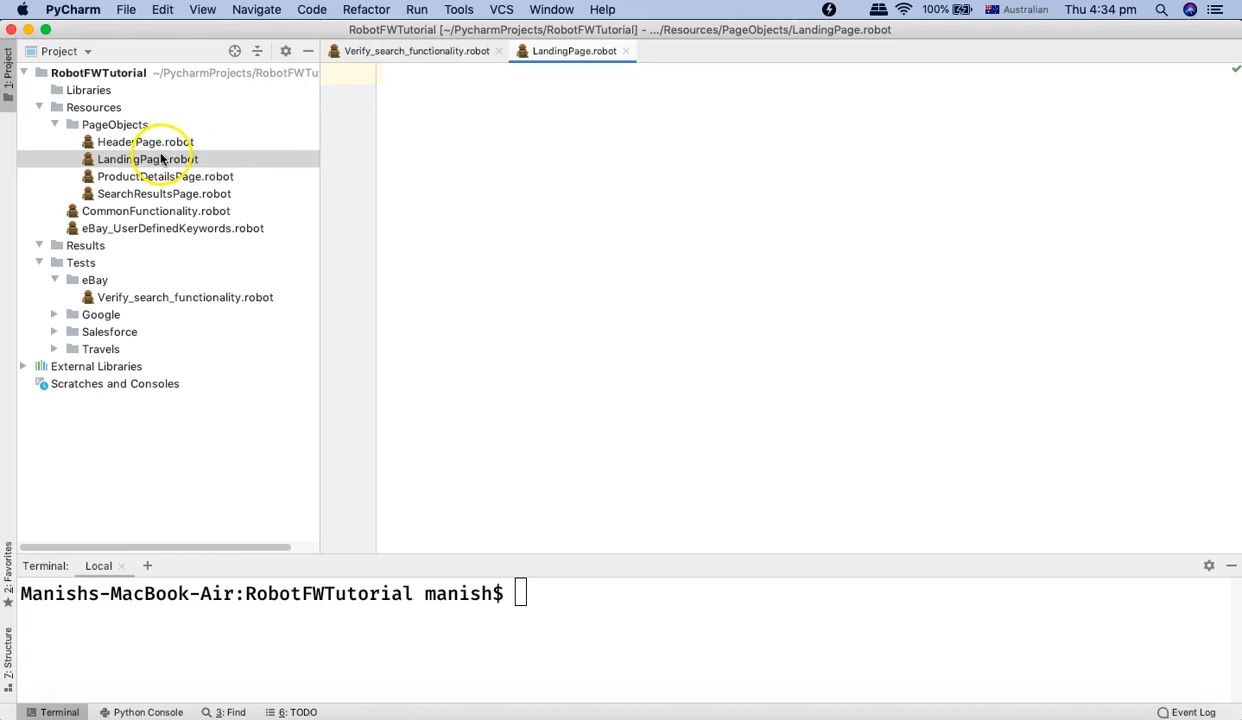 PyCharm File Edit View Navigate Code Refactor Run Tools VCS Window Help 100% Australian Thu 4:34 pm
RobotFWTutorial [~/PycharmProjects/RobotFWTutorial] - .../Resources/PageObjects/LandingPage.robot
1: Project
Project
Verify_search_functionality.robot
LandingPage.robot
RobotFWTutorial ~/PycharmProjects/RobotFWTu
Libraries
Resources
PageObjects
HeaderPage.robot
LandingPage.robot
ProductDetailsPage.robot
SearchResultsPage.robot
CommonFunctionality.robot
eBay_UserDefinedKeywords.robot
Results
Tests
eBay
Verify_search_functionality.robot
Google
Salesforce
Travels
External Libraries
Scratches and Consoles
2: Favorites
Z: Structure
Terminal: Local +
Manishs-MacBook-Air:RobotFWTutorial manish$
Terminal Python Console 3: Find 6: TODO Event Log